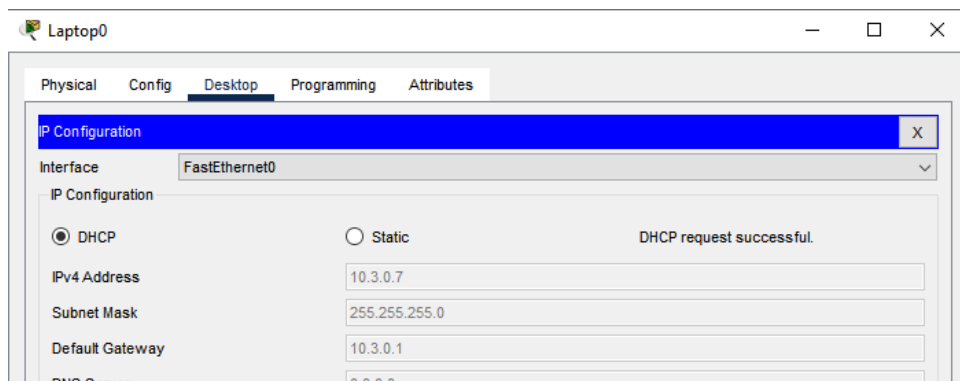 Laptop0
Physical Config Desktop Programming Attributes
IP Configuration X
Interface FastEthernet0
IP Configuration
DHCP Static DHCP request successful.
IPv4 Address 10.3.0.7
Subnet Mask 255.255.255.0
Default Gateway 10.3.0.1